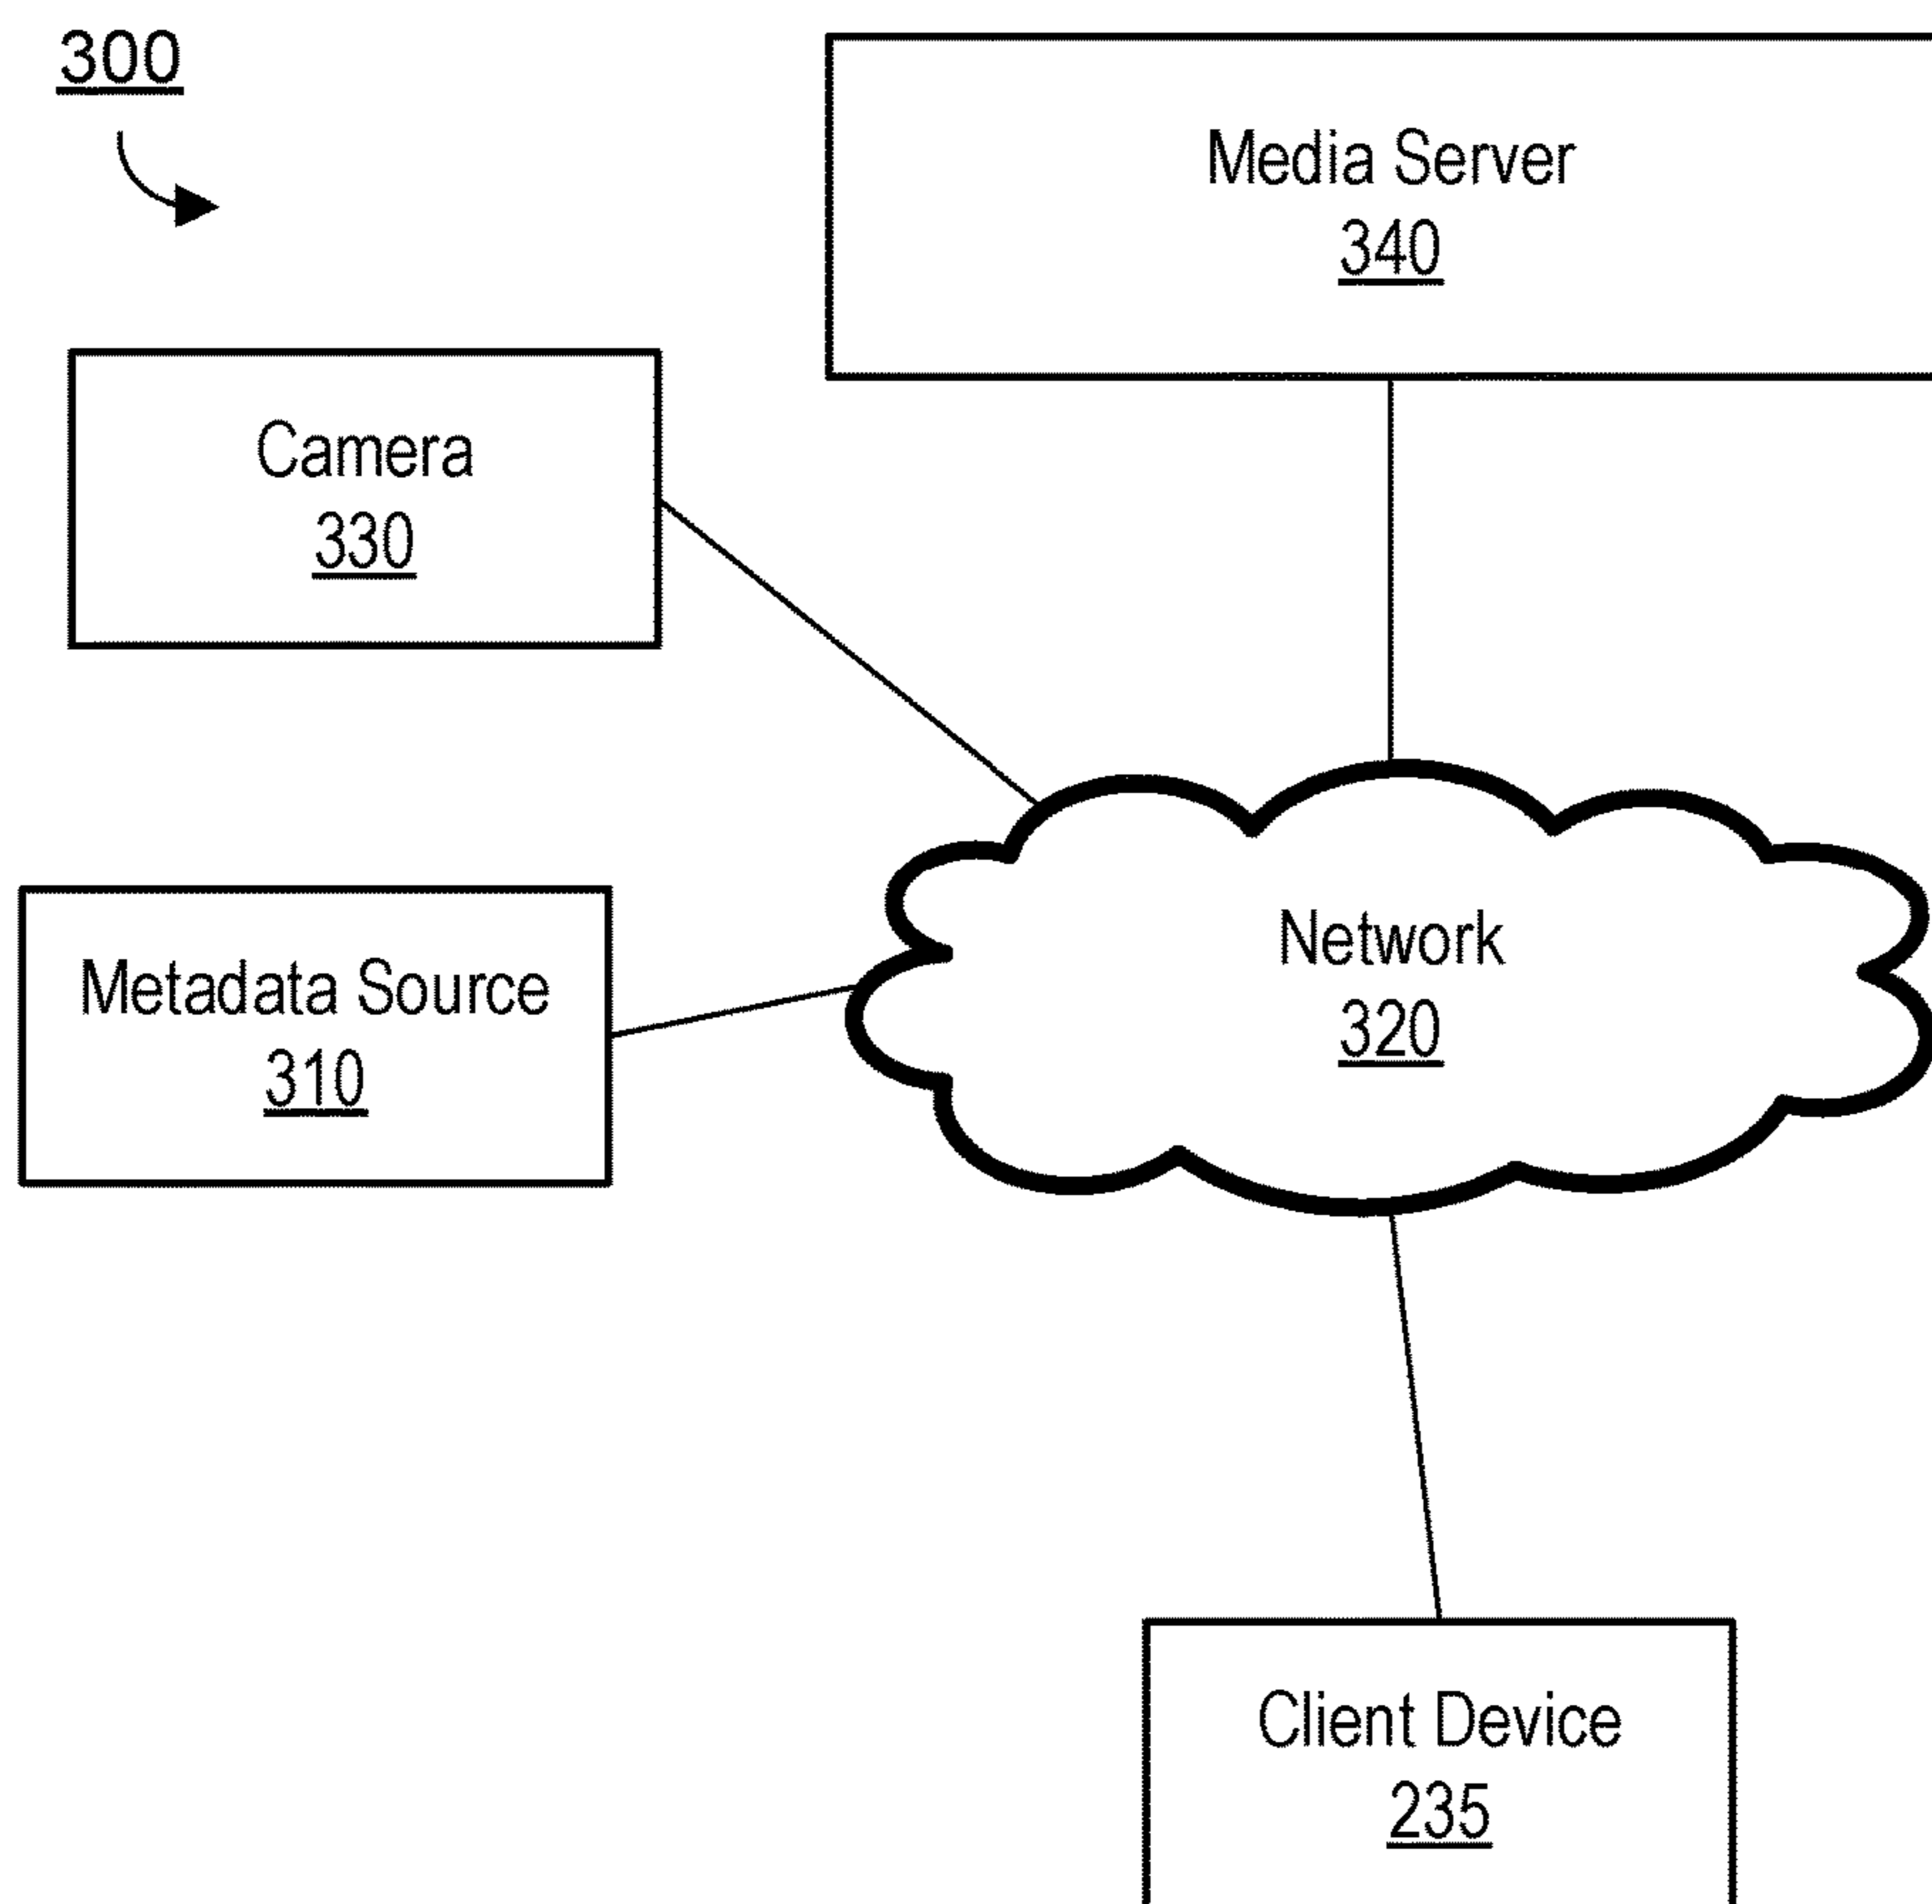 300
Media Server
340
Camera
330
Network
320
Metadata Source
310
Client Device
235